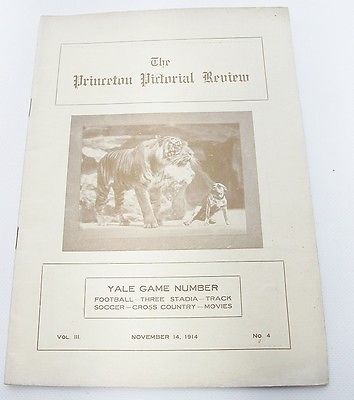 The
Princeton Pictorial Review
YALE GAME NUMBER
FOOTBALL—THREE STADIA—TRACK
SOCCER—CROSS COUNTRY—MOVIES
VOL. III. NOVEMBER 14, 1914 No. 4